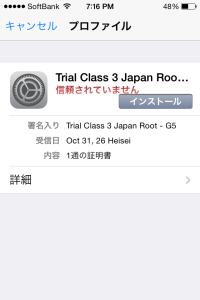 SoftBank 7:16 PM 48%
キャンセル プロファイル
Trial Class 3 Japan Roo...
信頼されていません
インストール
署名入り Trial Class 3 Japan Root - G5
受信日 Oct 31, 26 Heisei
内容 1通の証明書
詳細